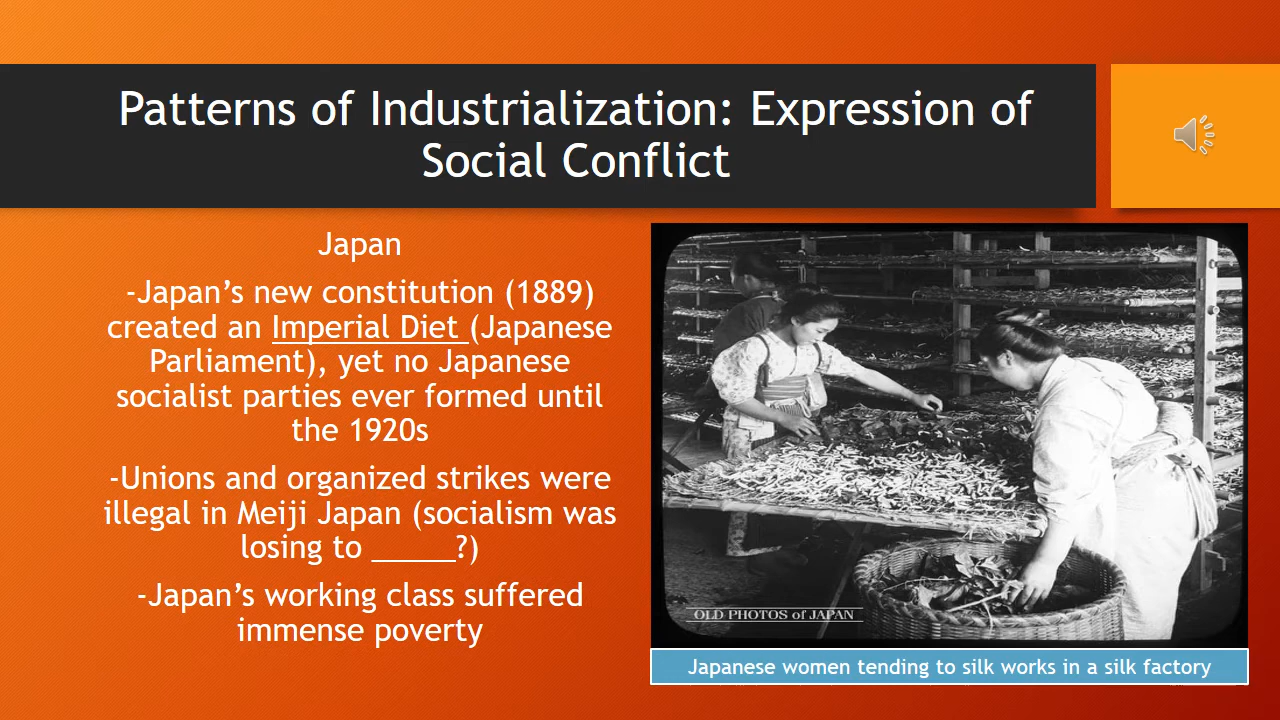 Patterns of Industrialization: Expression of
Social Conflict
Japan
-Japan’s new constitution (1889)
created an Imperial Diet (Japanese
Parliament), yet no Japanese
socialist parties ever formed until
the 1920s
-Unions and organized strikes were
illegal in Meiji Japan (socialism was
losing to _____?)
-Japan’s working class suffered
immense poverty
OLD PHOTOS of JAPAN
Japanese women tending to silk works in a silk factory